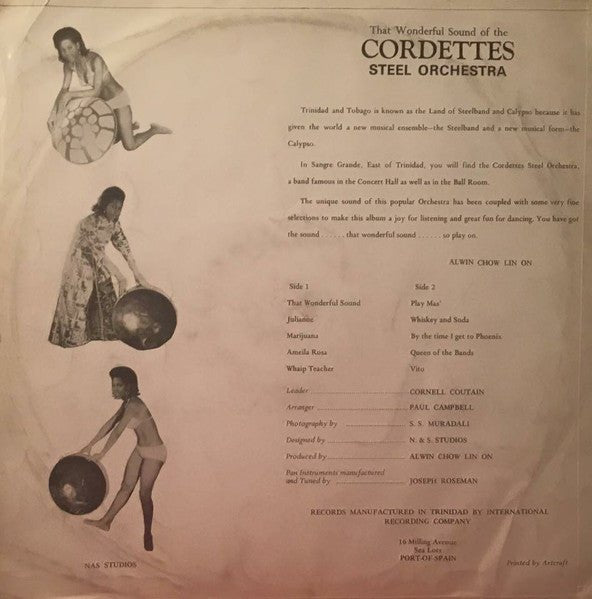 That Wonderful Sound of the
CORDETTES
STEEL ORCHESTRA
Trinidad and Tobago is known as the Land of Steelband and Calypso because it has
given the world a new musical ensemble—the Steelband and a new musical form—the
Calypso.
In Sangre Grande, East of Trinidad, you will find the Cordettes Steel Orchestra,
a band famous in the Concert Hall as well as in the Ball Room.
The unique sound of this popular Orchestra has been coupled with some very fine
selections to make this album a joy for listening and great fun for dancing. You have got
the sound ...... that wonderful sound ...... so play on.
ALWIN CHOW LIN ON
Side 1 Side 2
That Wonderful Sound Play Mas'
Julianne Whiskey and Soda
Marijuana By the time I get to Phoenix
Ameila Rosa Queen of the Bands
Whaip Teacher Vito
Leader CORNELL COUTAIN
Arranger PAUL CAMPBELL
Photography by S. S. MURADALI
Designed by N. & S. STUDIOS
Produced by ALWIN CHOW LIN ON
Pan Instruments manufactured
and Tuned by JOSEPH ROSEMAN
RECORDS MANUFACTURED IN TRINIDAD BY INTERNATIONAL
RECORDING COMPANY
16 Milling Avenue
Sea Lots
PORT-OF-SPAIN
NAS STUDIOS
Printed by Artcraft